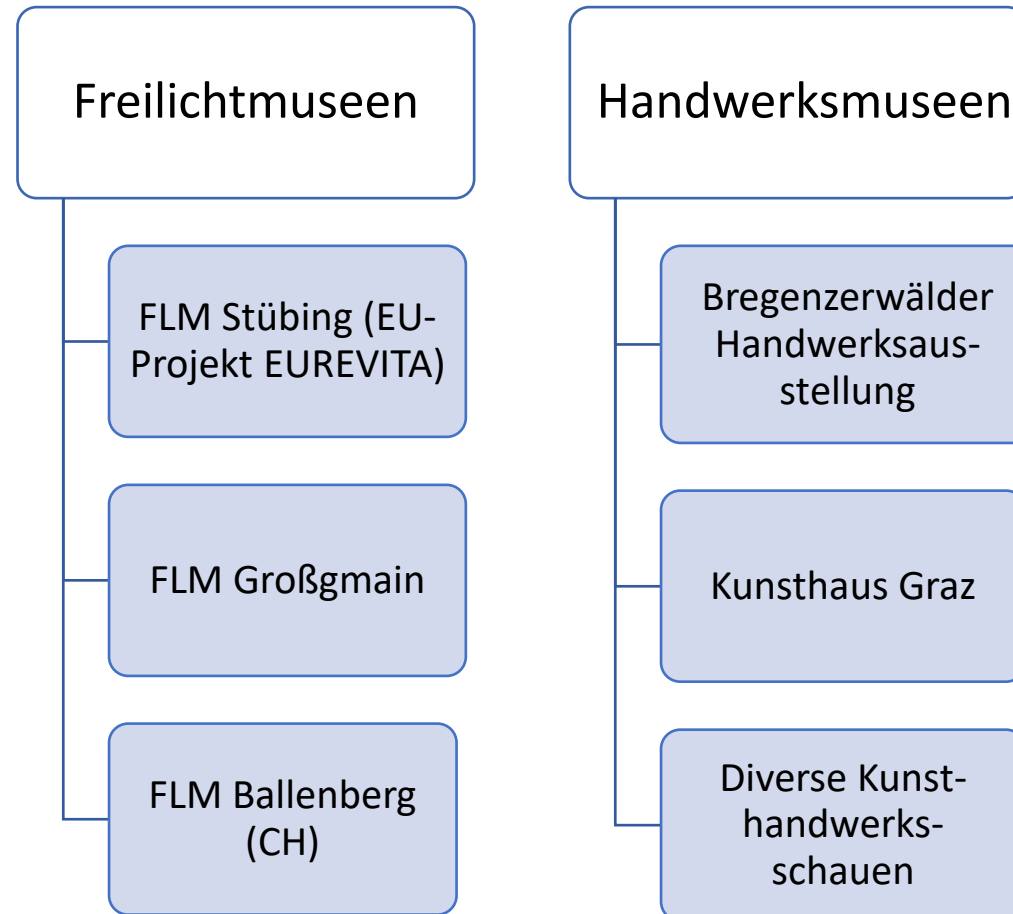 Freilichtmuseen
FLM Stübing (EU-
Projekt EUREVITA)
FLM Großgmain
FLM Ballenberg
(CH)
Handwerksmuseen
Bregenzerwälder
Handwerksaus-
stellung
Kunsthaus Graz
Diverse Kunst-
handwerks-
schauen